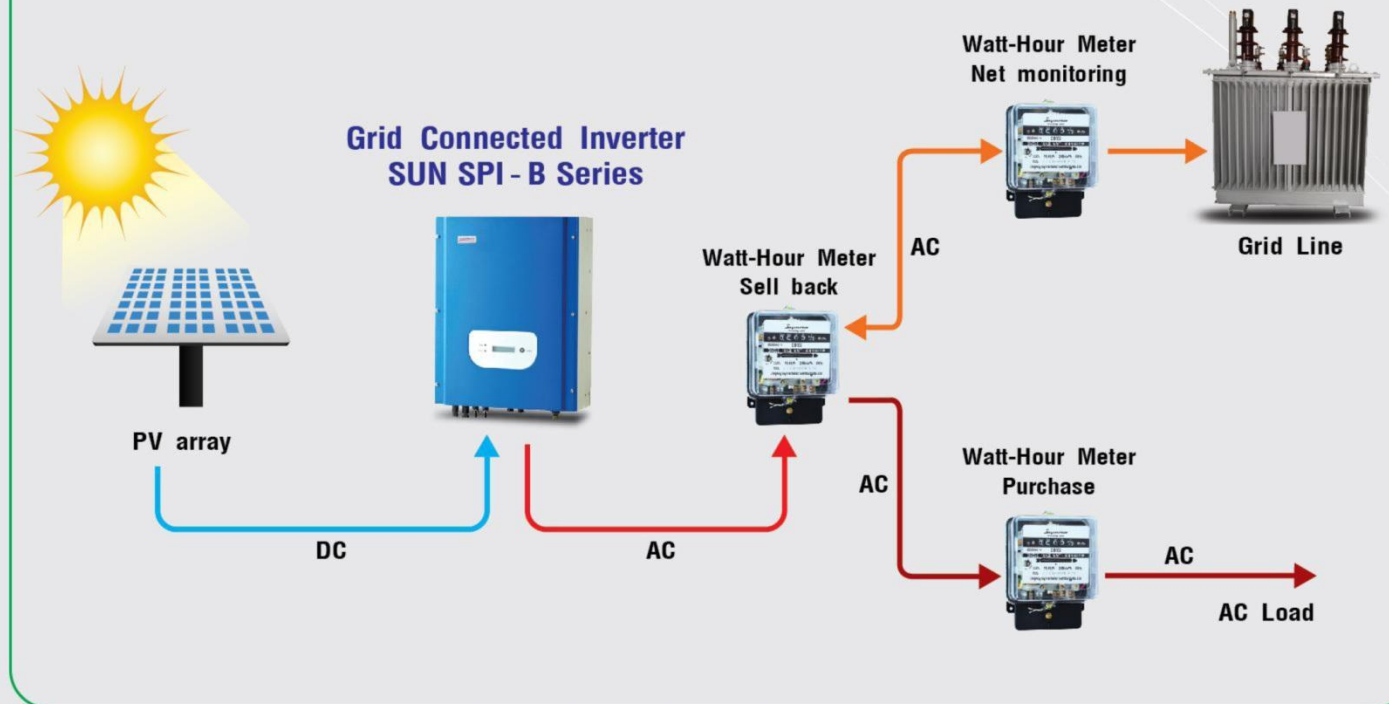 Watt-Hour Meter
Net monitoring
Grid Connected Inverter
SUN SPI - B Series
AC
Grid Line
Watt-Hour Meter
Sell back
PV array
Watt-Hour Meter
Purchase
AC
DC
AC
AC
AC Load